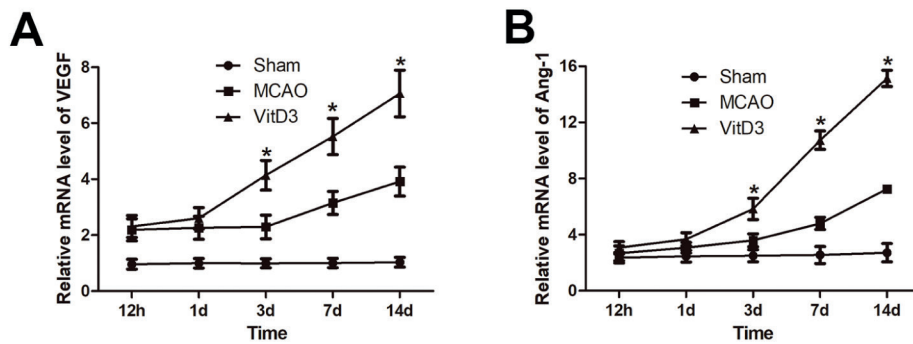 A
Relative mRNA level of VEGF
8
6
4
2
0
Sham
MCAO
VitD3
*
*
*
12h 1d 3d 7d 14d
Time
B
Relative mRNA level of Ang-1
16
12
8
4
0
Sham
MCAO
VitD3
*
*
*
12h 1d 3d 7d 14d
Time